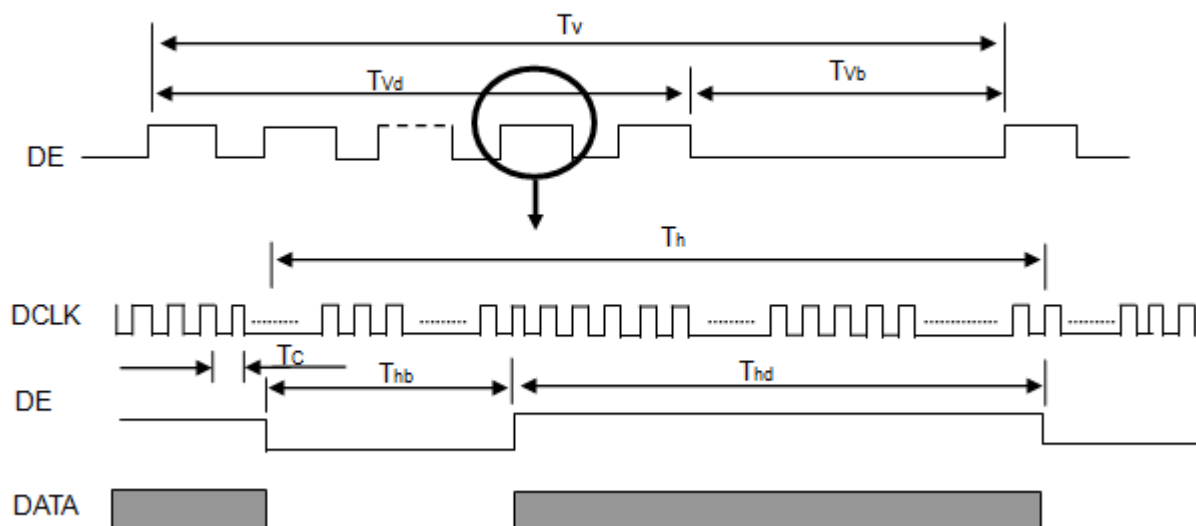 Tv
TVd
TVb
DE
Th
DCLK
TC
Thb
Thd
DE
DATA